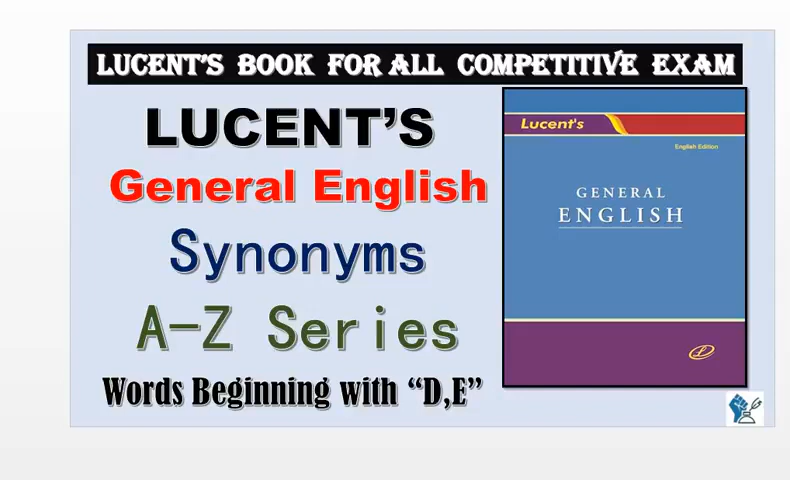 LUCENT'S BOOK FOR ALL COMPETITIVE EXAM
LUCENT'S
General English
Synonyms
A-Z Series
Words Beginning with “D,E”
Lucent's
English Edition
GENERAL
ENGLISH